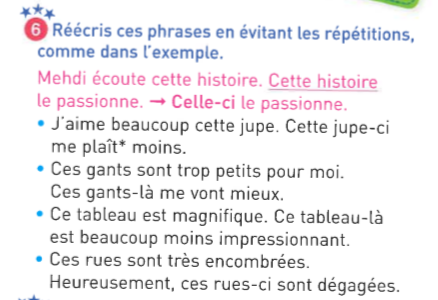 6 Réécris ces phrases en évitant les répétitions,
comme dans l'exemple.
Mehdi écoute cette histoire. Cette histoire
le passionne. → Celle-ci le passionne.
• J'aime beaucoup cette jupe. Cette jupe-ci
me plaît* moins.
• Ces gants sont trop petits pour moi.
Ces gants-là me vont mieux.
• Ce tableau est magnifique. Ce tableau-là
est beaucoup moins impressionnant.
• Ces rues sont très encombrées.
Heureusement, ces rues-ci sont dégagées.